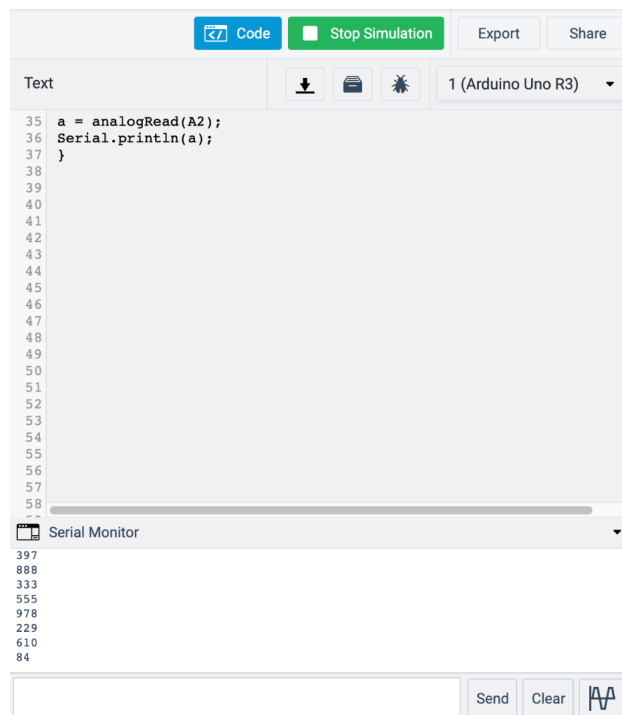 Code
Stop Simulation
Export
Share
Text
1 (Arduino Uno R3)
35 a = analogRead(A2);
36 Serial.println(a);
37 }
38
39
40
41
42
43
44
45
46
47
48
49
50
51
52
53
54
55
56
57
58
Serial Monitor
397
888
333
555
978
229
610
84
Send
Clear